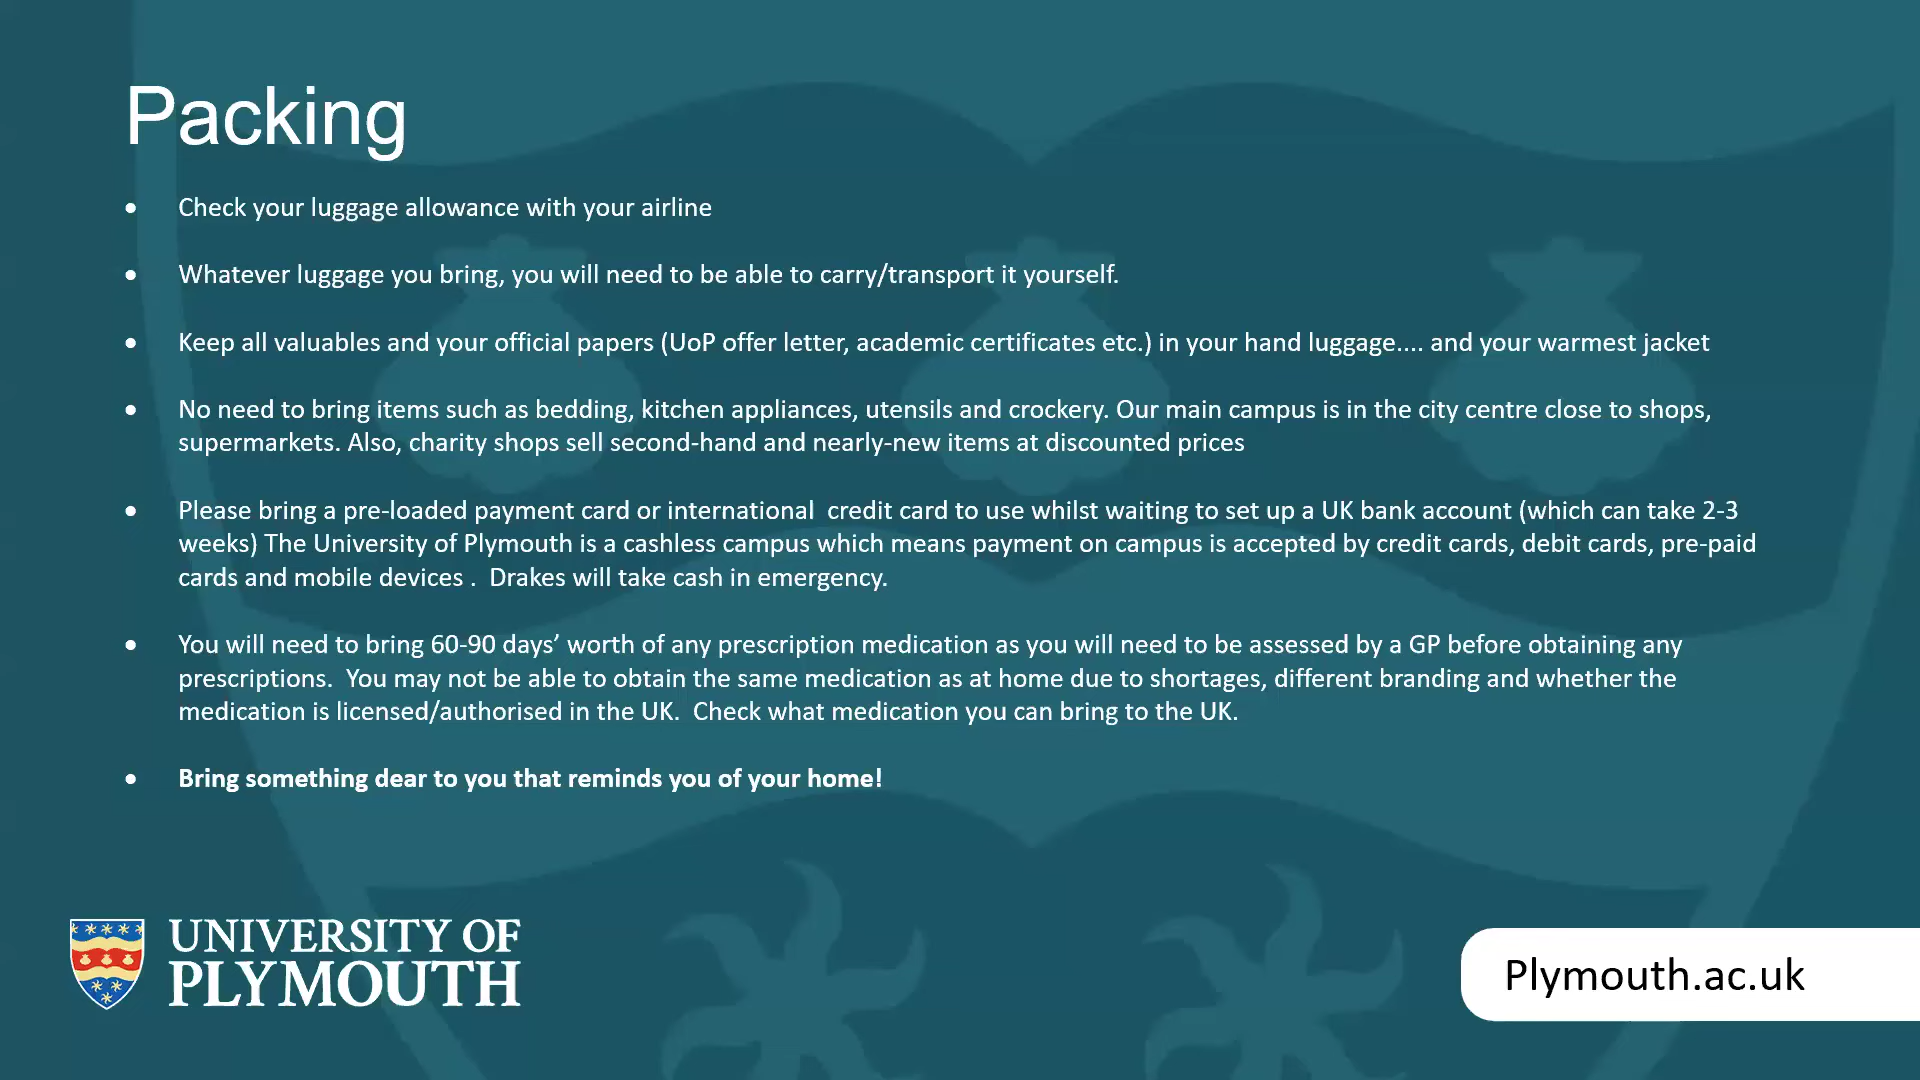 Packing
• Check your luggage allowance with your airline
• Whatever luggage you bring, you will need to be able to carry/transport it yourself.
• Keep all valuables and your official papers (UoP offer letter, academic certificates etc.) in your hand luggage.... and your warmest jacket
• No need to bring items such as bedding, kitchen appliances, utensils and crockery. Our main campus is in the city centre close to shops,
supermarkets. Also, charity shops sell second-hand and nearly-new items at discounted prices
• Please bring a pre-loaded payment card or international  credit card to use whilst waiting to set up a UK bank account (which can take 2-3
weeks) The University of Plymouth is a cashless campus which means payment on campus is accepted by credit cards, debit cards, pre-paid
cards and mobile devices .  Drakes will take cash in emergency.
• You will need to bring 60-90 days’ worth of any prescription medication as you will need to be assessed by a GP before obtaining any
prescriptions.  You may not be able to obtain the same medication as at home due to shortages, different branding and whether the
medication is licensed/authorised in the UK.  Check what medication you can bring to the UK.
• Bring something dear to you that reminds you of your home!
UNIVERSITY OF
PLYMOUTH
Plymouth.ac.uk